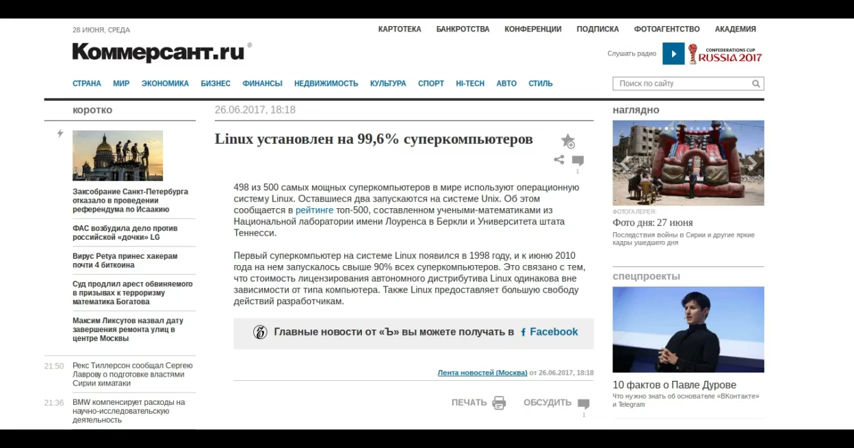 28 ИЮНЯ, СРЕДА
КАРТОТЕКА БАНКРОТСТВА КОНФЕРЕНЦИИ ПОДПИСКА ФОТОАГЕНТСТВО АКАДЕМИЯ
Коммерсант.ru®
Слушать радио
CONFEDERATIONS CUP
RUSSIA 2017
СТРАНА МИР ЭКОНОМИКА БИЗНЕС ФИНАНСЫ НЕДВИЖИМОСТЬ КУЛЬТУРА СПОРТ HI-TECH АВТО СТИЛЬ
Поиск по сайту
коротко
Заксобрание Санкт-Петербурга
отказало в проведении
референдума по Исаакию
ФАС возбудила дело против
российской «дочки» LG
Вирус Petya принес хакерам
почти 4 биткоина
Суд продлил арест обвиняемого
в призывах к терроризму
математика Богатова
Максим Ликсутов назвал дату
завершения ремонта улиц в
центре Москвы
21:50 Рекс Тиллерсон сообщил Сергею
Лаврову о подготовке властями
Сирии химатаки
21:36 BMW компенсирует расходы на
научно-исследовательскую
деятельность
26.06.2017, 18:18
Linux установлен на 99,6% суперкомпьютеров
1
498 из 500 самых мощных суперкомпьютеров в мире используют операционную
систему Linux. Оставшиеся два запускаются на системе Unix. Об этом
сообщается в рейтинге топ-500, составленном учеными-математиками из
Национальной лаборатории имени Лоуренса в Беркли и Университета штата
Теннесси.
Первый суперкомпьютер на системе Linux появился в 1998 году, и к июню 2010
года на нем запускалось свыше 90% всех суперкомпьютеров. Это связано с тем,
что стоимость лицензирования автономного дистрибутива Linux одинакова вне
зависимости от типа компьютера. Также Linux предоставляет большую свободу
действий разработчикам.
Главные новости от «Ъ» вы можете получать в f Facebook
Лента новостей (Москва) от 26.06.2017, 18:18
ПЕЧАТЬ ОБСУДИТЬ
1
наглядно
ФОТОГАЛЕРЕЯ
Фото дня: 27 июня
Последствия войны в Сирии и другие яркие
кадры ушедшего дня
спецпроекты
10 фактов о Павле Дурове
Что нужно знать об основателе «ВКонтакте»
и Telegram